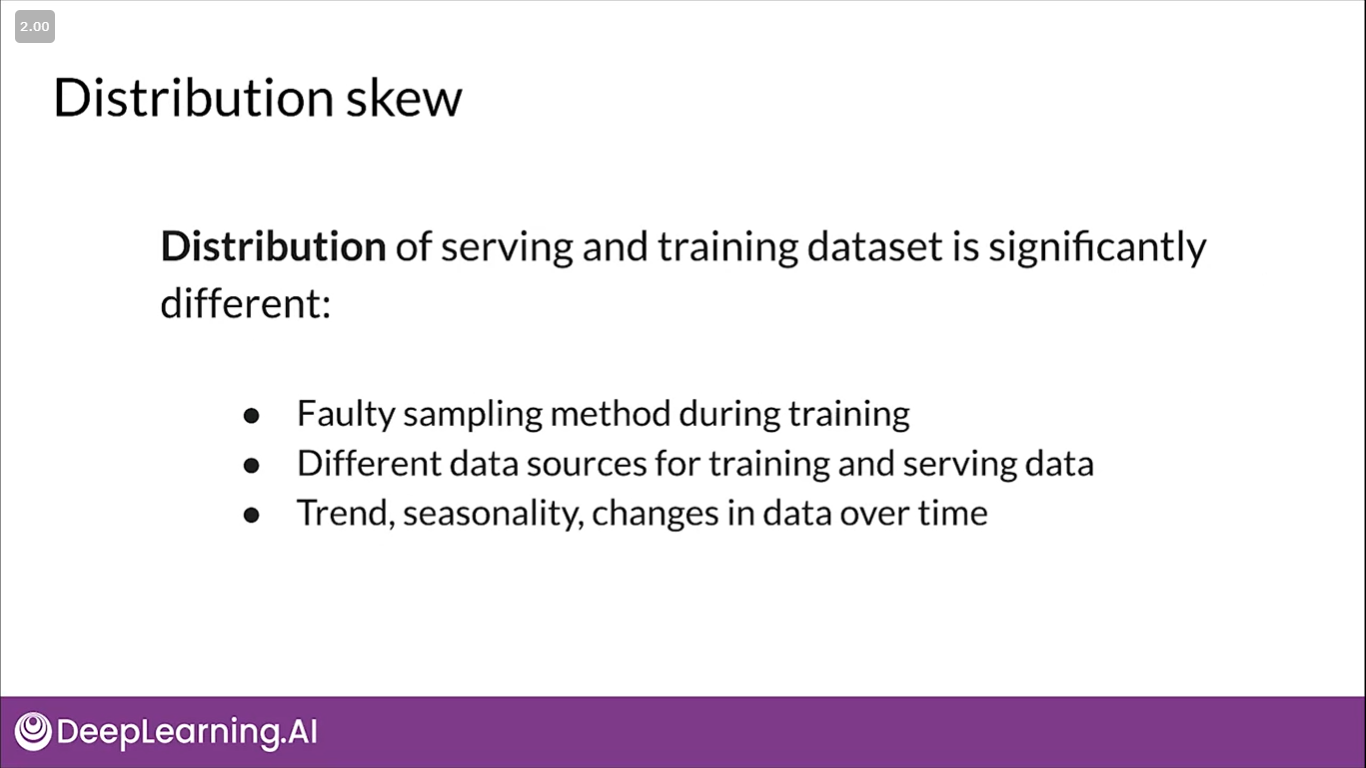 2.00
Distribution skew
Distribution of serving and training dataset is significantly
different:
● Faulty sampling method during training
● Different data sources for training and serving data
● Trend, seasonality, changes in data over time
DeepLearning.AI